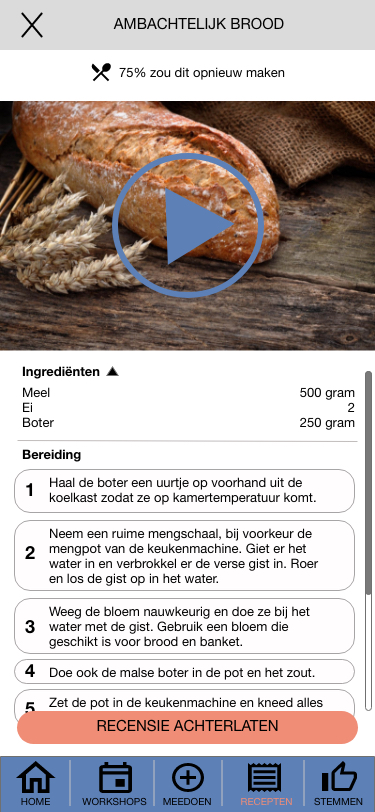 AMBACHTELIJK BROOD
75% zou dit opnieuw maken
Ingrediënten
Meel 500 gram
Ei 2
Boter 250 gram
Bereiding
1 Haal de boter een uurtje op voorhand uit de
koelkast zodat ze op kamertemperatuur komt.
2 Neem een ruime mengschaal, bij voorkeur de
mengpot van de keukenmachine. Giet er het
water in en verbrokkel er de verse gist in. Roer
en los de gist op in het water.
3 Weeg de bloem nauwkeurig en doe ze bij het
water met de gist. Gebruik een bloem die
geschikt is voor brood en banket.
4 Doe ook de malse boter in de pot en het zout.
5 Zet de pot in de keukenmachine en kneed alles
RECENSIE ACHTERLATEN
HOME WORKSHOPS MEEDOEN RECEPTEN STEMMEN